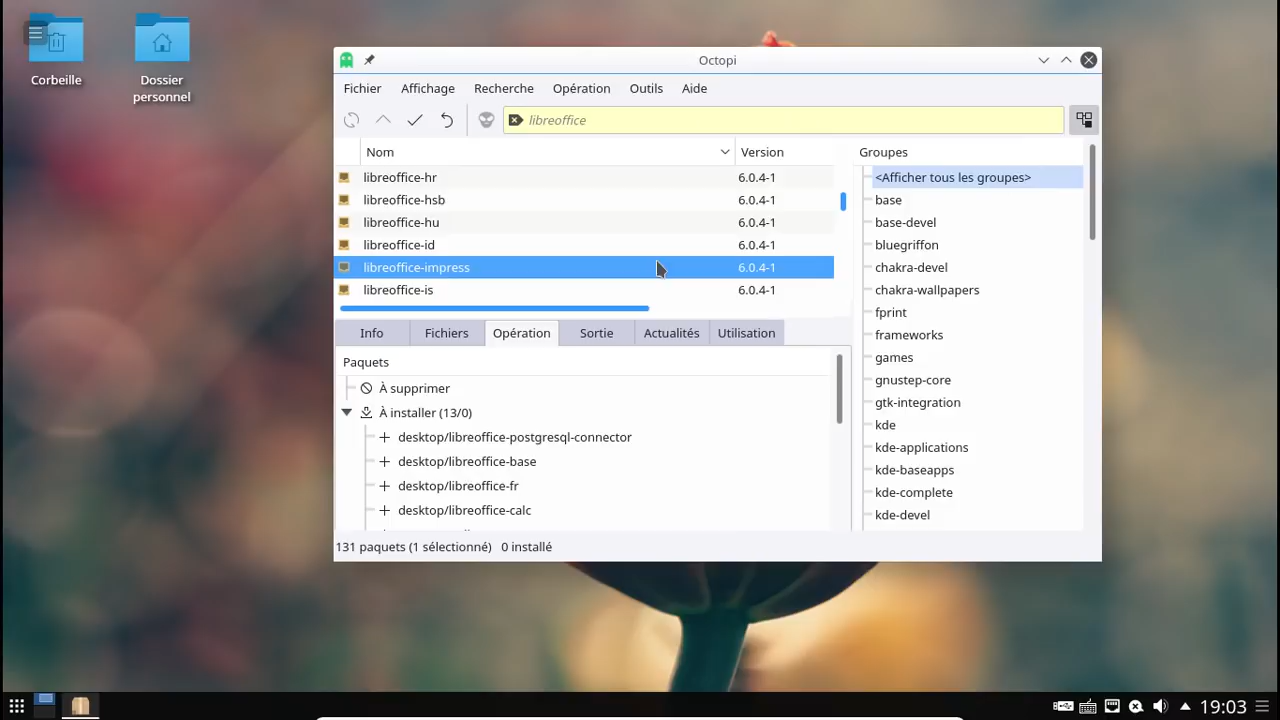 Corbeille
Dossier
personnel
Octopi
Fichier Affichage Recherche Opération Outils Aide
libreoffice
Nom Version
libreoffice-hr 6.0.4-1
libreoffice-hsb 6.0.4-1
libreoffice-hu 6.0.4-1
libreoffice-id 6.0.4-1
libreoffice-impress 6.0.4-1
libreoffice-is 6.0.4-1
Groupes
<Afficher tous les groupes>
base
base-devel
bluegriffon
chakra-devel
chakra-wallpapers
fprint
frameworks
games
gnustep-core
gtk-integration
kde
kde-applications
kde-baseapps
kde-complete
kde-devel
Info Fichiers Opération Sortie Actualités Utilisation
Paquets
À supprimer
À installer (13/0)
desktop/libreoffice-postgresql-connector
desktop/libreoffice-base
desktop/libreoffice-fr
desktop/libreoffice-calc
131 paquets (1 sélectionné) 0 installé
19:03